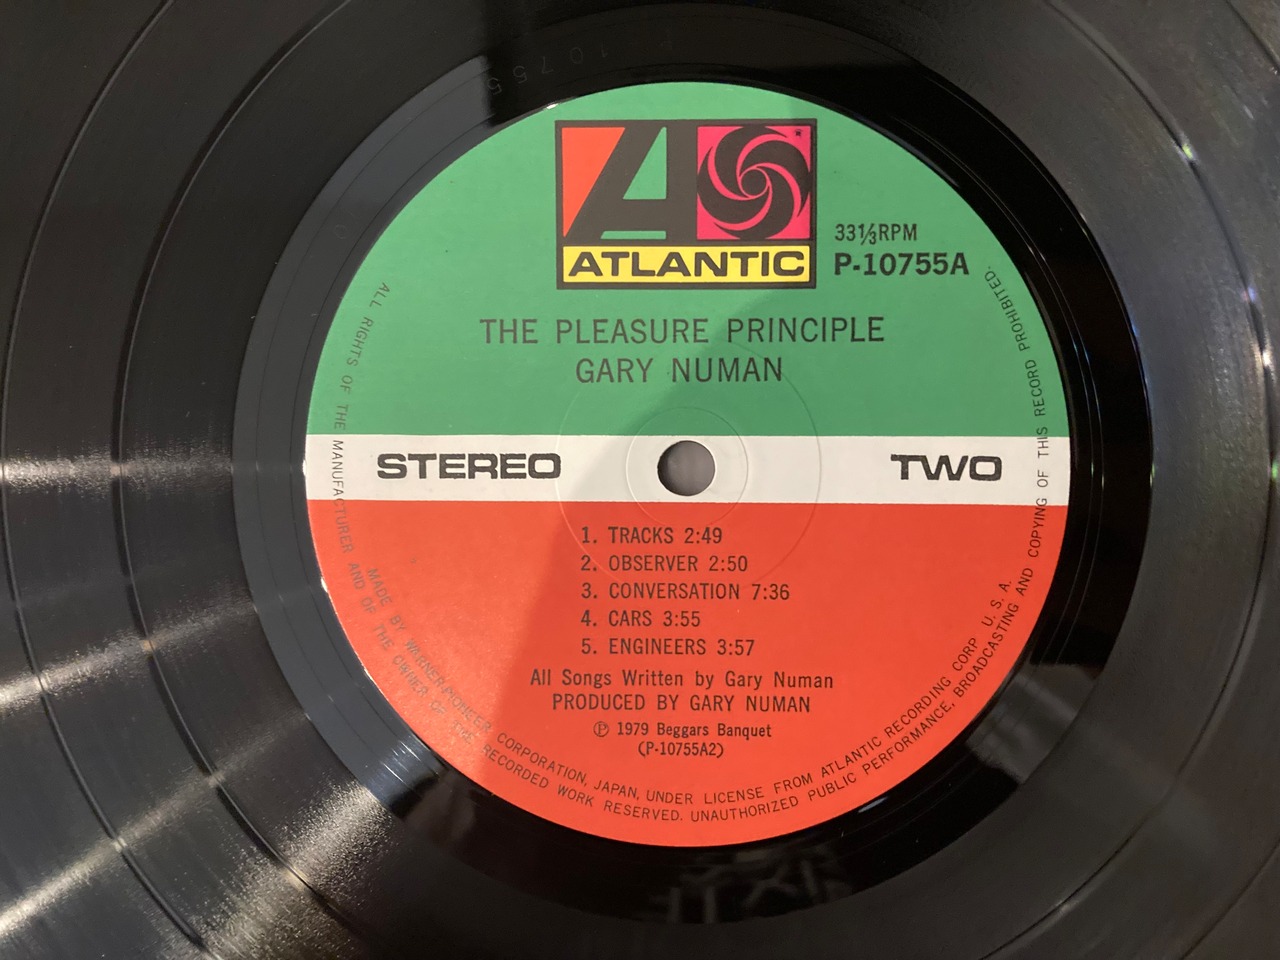 10755
ATLANTIC
33⅓RPM
P-10755A
THE PLEASURE PRINCIPLE
GARY NUMAN
STEREO
TWO
1. TRACKS 2:49
2. OBSERVER 2:50
3. CONVERSATION 7:36
4. CARS 3:55
5. ENGINEERS 3:57
All Songs Written by Gary Numan
PRODUCED BY GARY NUMAN
℗ 1979 Beggars Banquet
(P-10755A2)
MADE BY WARNER-PIONEER CORPORATION, JAPAN, UNDER LICENSE FROM ATLANTIC RECORDING CORP. U. S. A.
ALL RIGHTS OF THE MANUFACTURER AND OF THE OWNER OF THE RECORDED WORK RESERVED. UNAUTHORIZED PUBLIC PERFORMANCE, BROADCASTING AND COPYING OF THIS RECORD PROHIBITED.